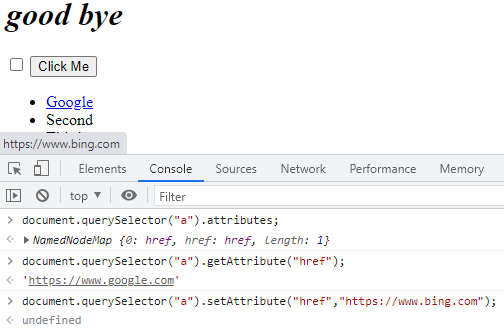 good bye
Click Me
Google
Second
https://www.bing.com
Elements Console Sources Network Performance Memory
top ▼ Filter
> document.querySelector("a").attributes;
NamedNodeMap {0: href, href: href, length: 1}
> document.querySelector("a").getAttribute("href");
'https://www.google.com'
> document.querySelector("a").setAttribute("href","https://www.bing.com");
undefined